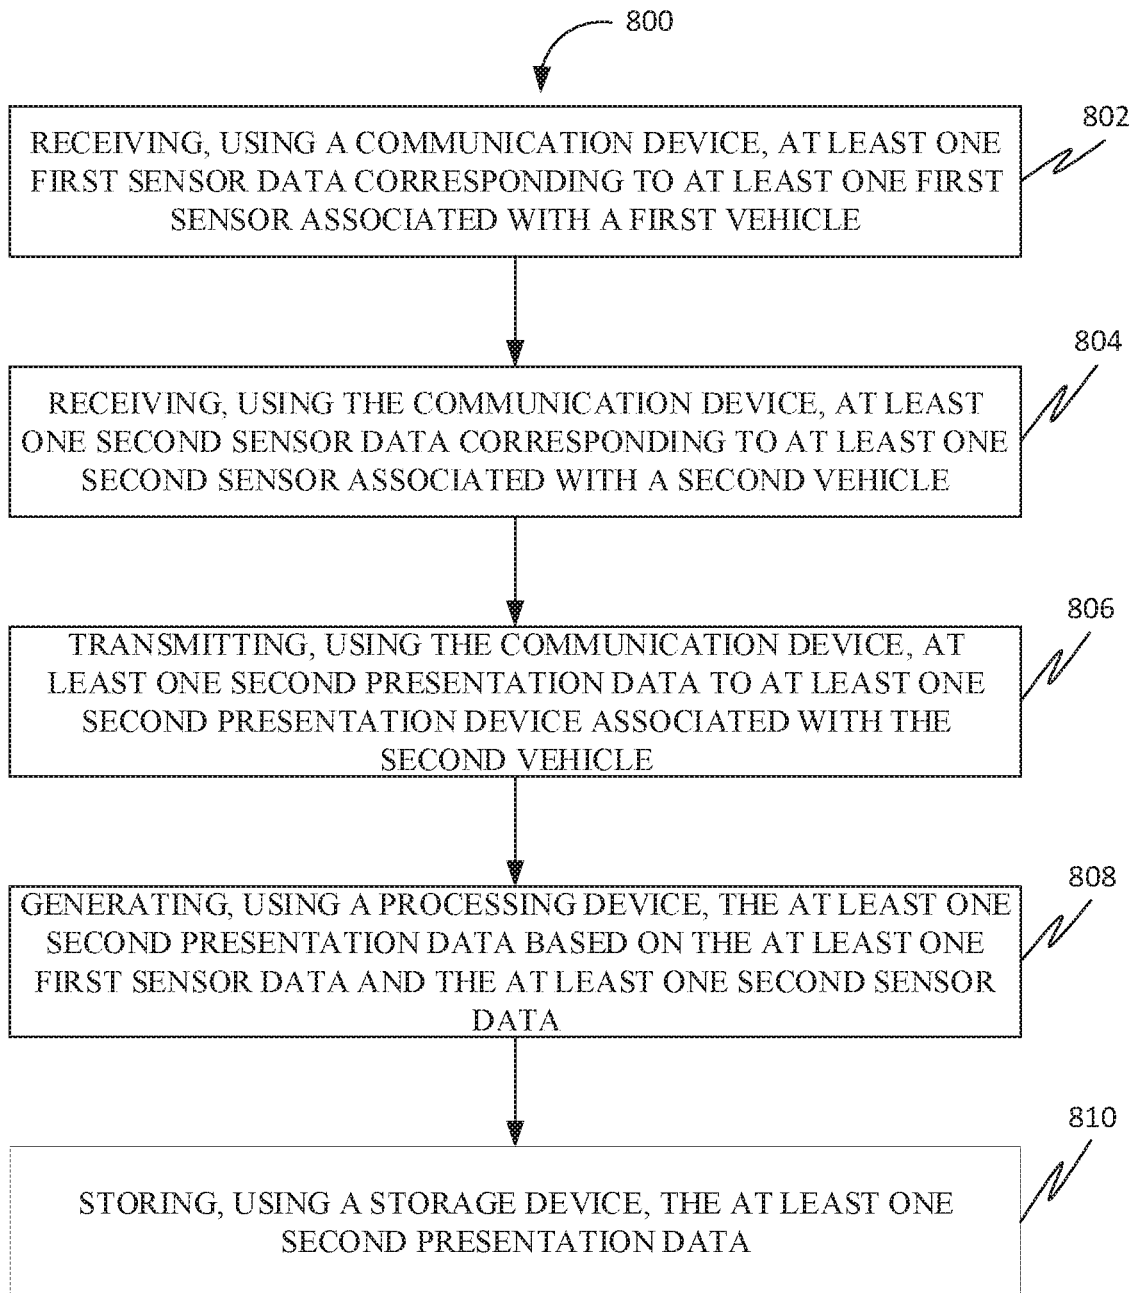 800
802
RECEIVING, USING A COMMUNICATION DEVICE, AT LEAST ONE
FIRST SENSOR DATA CORRESPONDING TO AT LEAST ONE FIRST
SENSOR ASSOCIATED WITH A FIRST VEHICLE
804
RECEIVING, USING THE COMMUNICATION DEVICE, AT LEAST
ONE SECOND SENSOR DATA CORRESPONDING TO AT LEAST ONE
SECOND SENSOR ASSOCIATED WITH A SECOND VEHICLE
806
TRANSMITTING, USING THE COMMUNICATION DEVICE, AT
LEAST ONE SECOND PRESENTATION DATA TO AT LEAST ONE
SECOND PRESENTATION DEVICE ASSOCIATED WITH THE
SECOND VEHICLE
808
GENERATING, USING A PROCESSING DEVICE, THE AT LEAST ONE
SECOND PRESENTATION DATA BASED ON THE AT LEAST ONE
FIRST SENSOR DATA AND THE AT LEAST ONE SECOND SENSOR
DATA
810
STORING, USING A STORAGE DEVICE, THE AT LEAST ONE
SECOND PRESENTATION DATA